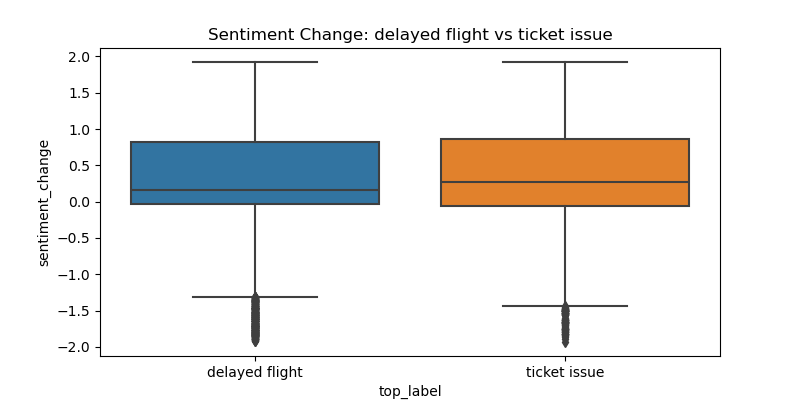 Sentiment Change: delayed flight vs ticket issue
2.0
1.5
1.0
0.5
0.0
−0.5
−1.0
−1.5
−2.0
sentiment_change
delayed flight
ticket issue
top_label